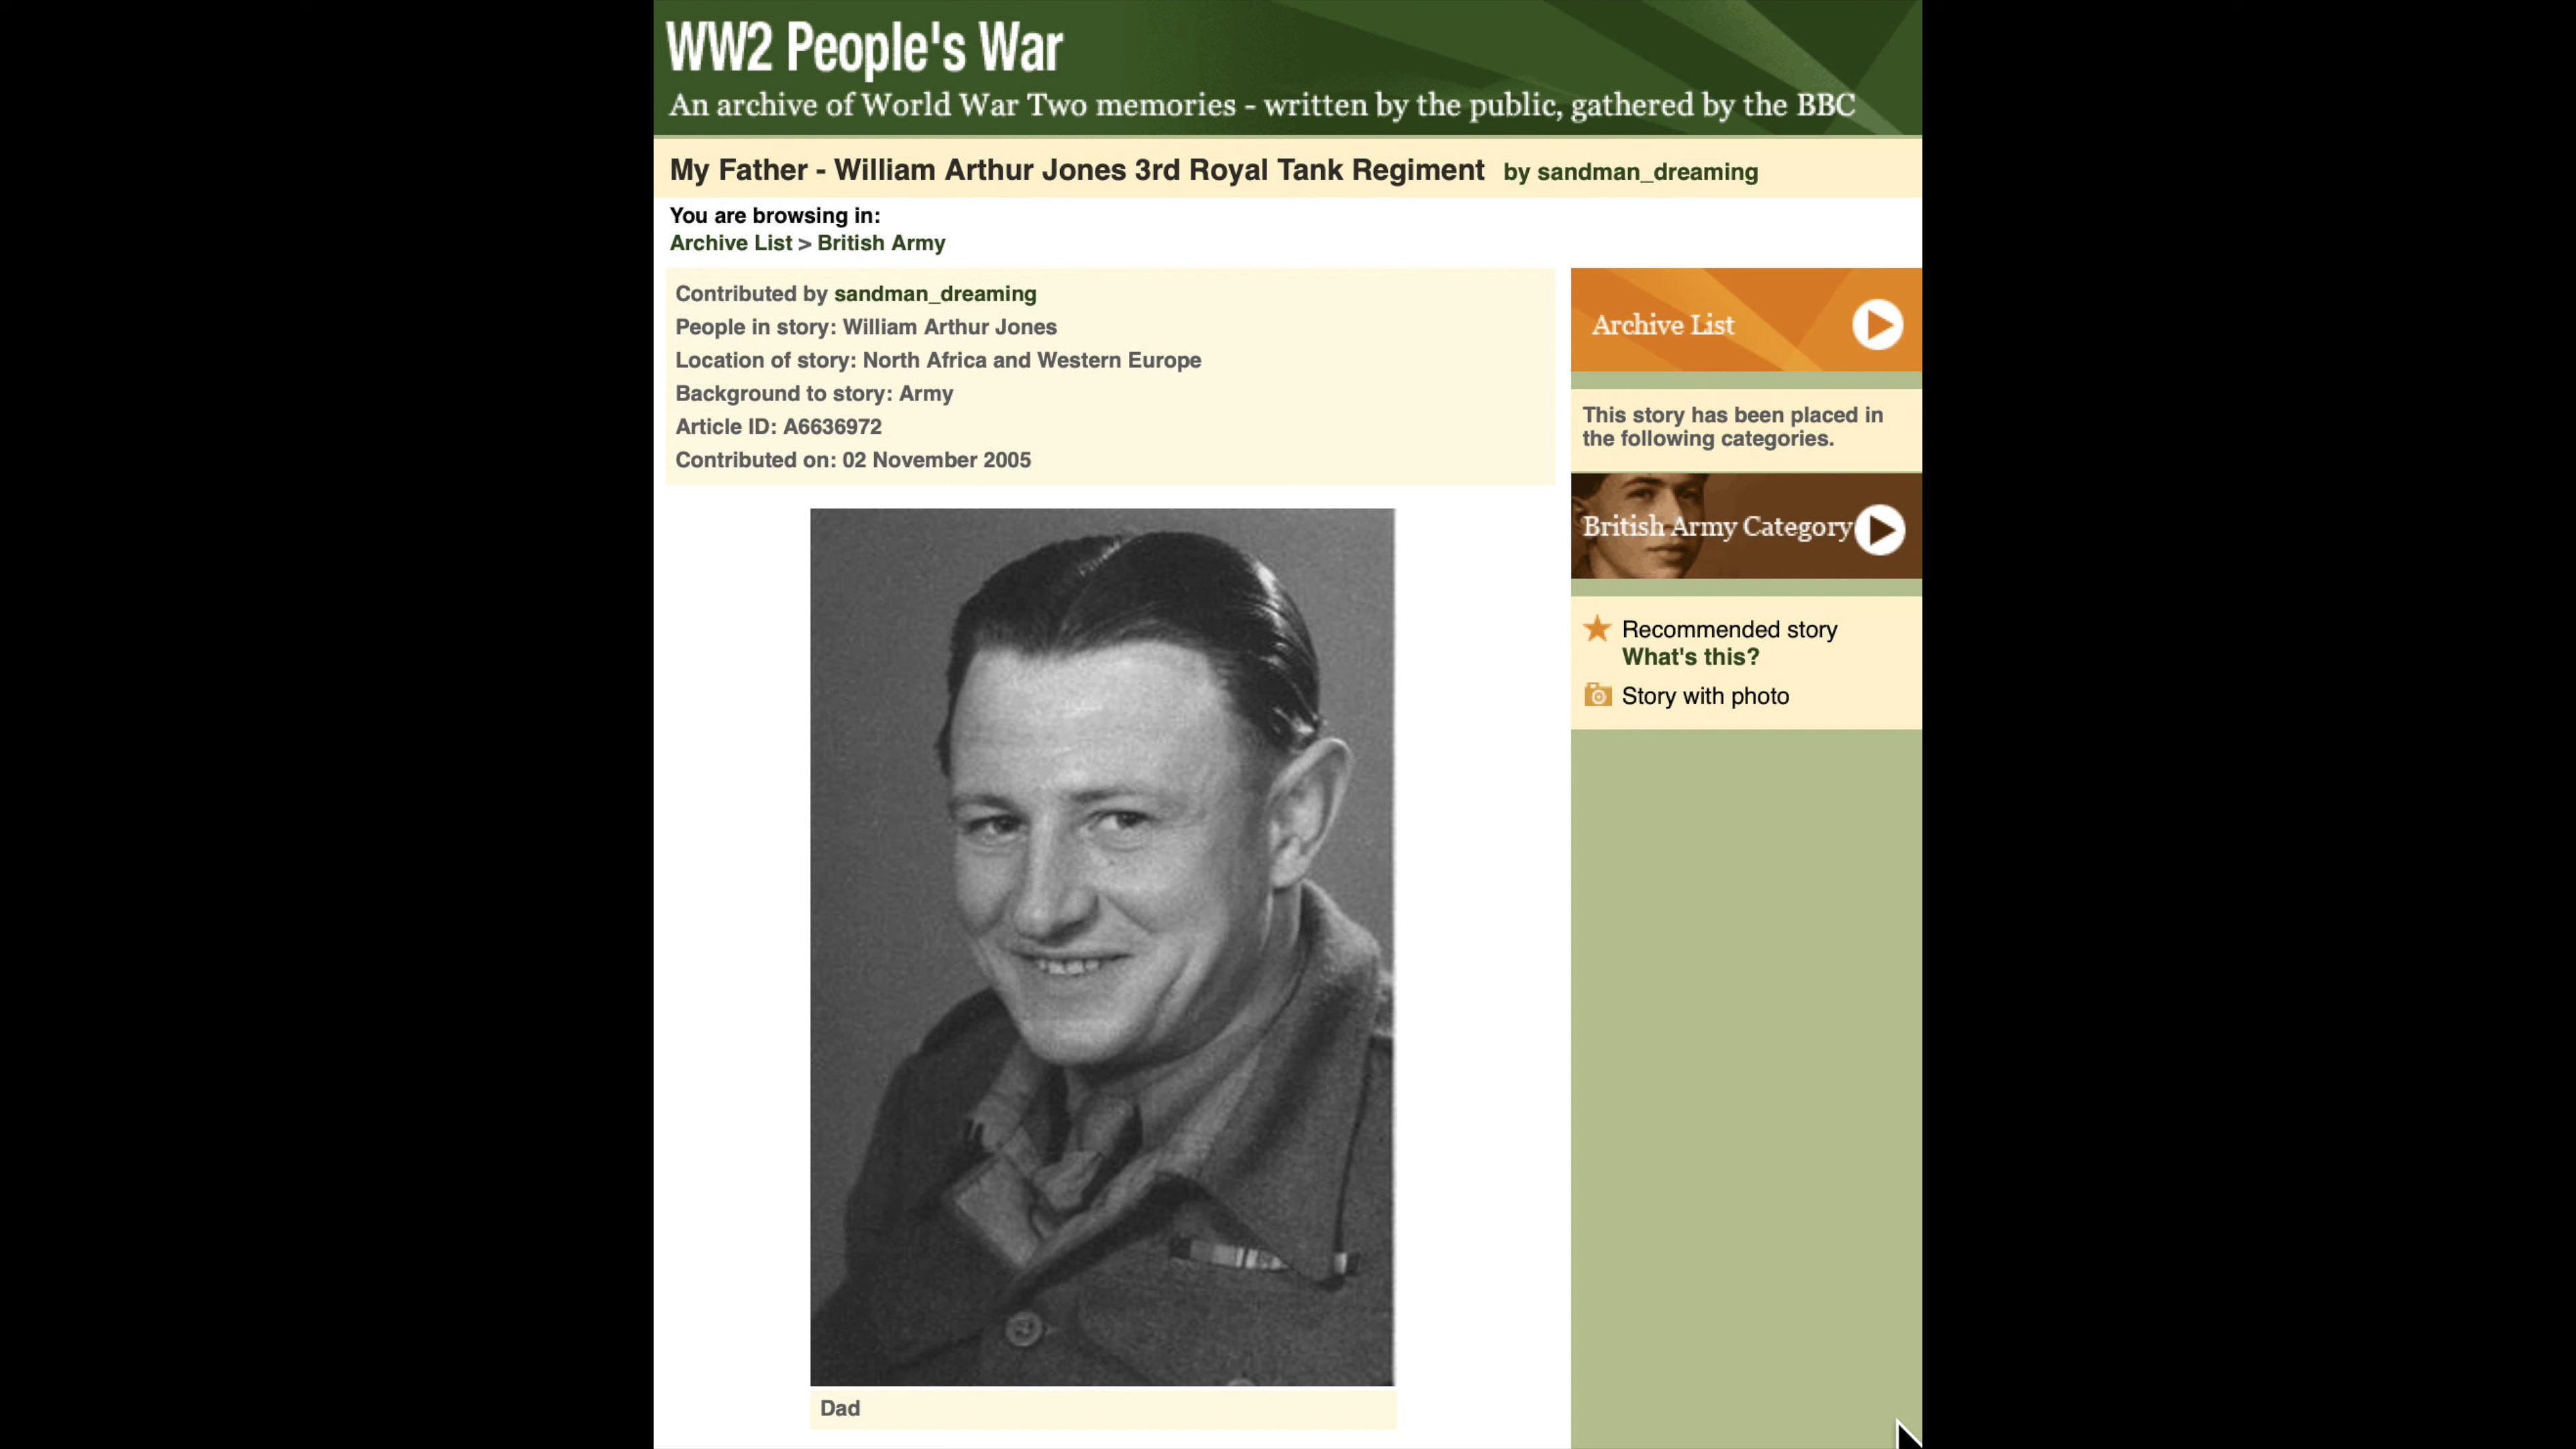 WW2 People's War
An archive of World War Two memories - written by the public, gathered by the BBC
My Father - William Arthur Jones 3rd Royal Tank Regiment by sandman_dreaming
You are browsing in:
Archive List > British Army
Contributed by sandman_dreaming
People in story: William Arthur Jones
Location of story: North Africa and Western Europe
Background to story: Army
Article ID: A6636972
Contributed on: 02 November 2005
Dad
Archive List
This story has been placed in
the following categories.
British Army Category
Recommended story
What's this?
Story with photo